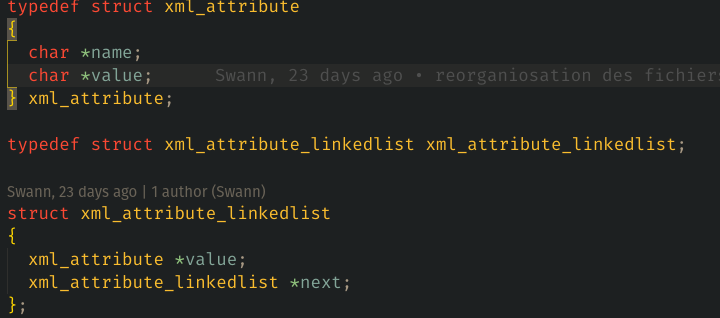 typedef struct xml_attribute
{
char *name;
char *value; Swann, 23 days ago • reorganiosation des fichiers
} xml_attribute;
typedef struct xml_attribute_linkedlist xml_attribute_linkedlist;
Swann, 23 days ago | 1 author (Swann)
struct xml_attribute_linkedlist
{
xml_attribute *value;
xml_attribute_linkedlist *next;
};